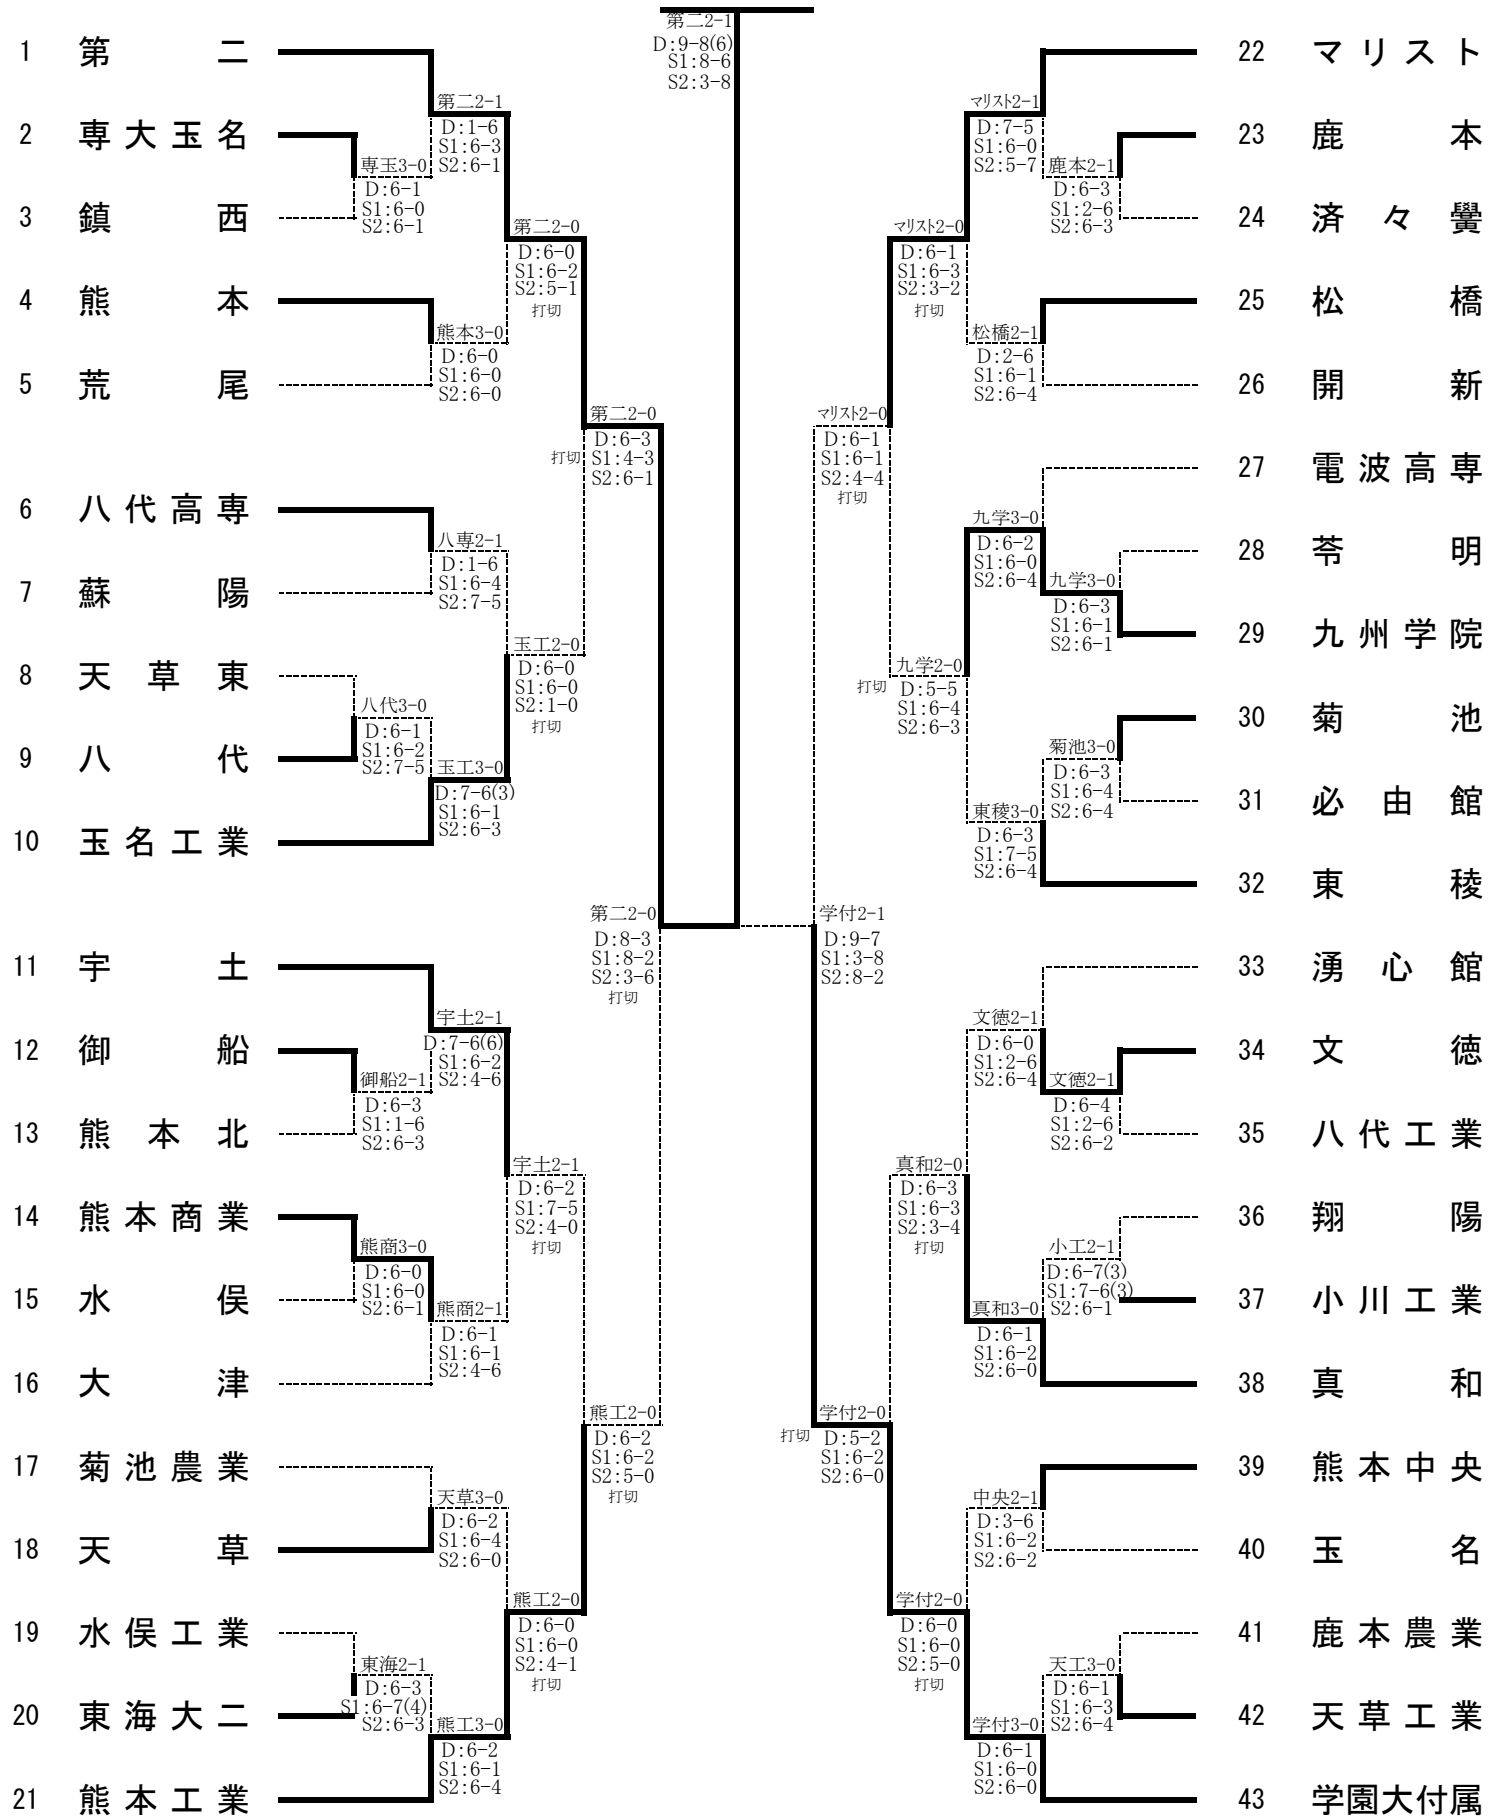 第二2-1
D:9-8(6)
S1:8-6
S2:3-8
1 第二
2 専大玉名
3 鎮西
4 熊本
5 荒尾
6 八代高専
7 蘇陽
8 天草東
9 八代
10 玉名工業
11 宇土
12 御船
13 熊本北
14 熊本商業
15 水俣
16 大津
17 菊池農業
18 天草
19 水俣工業
20 東海大二
21 熊本工業
専玉3-0
D:6-1
S1:6-0
S2:6-1
八代3-0
D:6-1
S1:6-2
S2:7-5
御船2-1
D:6-3
S1:1-6
S2:6-3
熊商3-0
D:6-0
S1:6-0
S2:6-1
東海2-1
D:6-3
S1:6-7(4)
S2:6-3
第二2-1
D:1-6
S1:6-3
S2:6-1
熊本3-0
D:6-0
S1:6-0
S2:6-0
八専2-1
D:1-6
S1:6-4
S2:7-5
玉工3-0
D:7-6(3)
S1:6-1
S2:6-3
宇土2-1
D:7-6(6)
S1:6-2
S2:4-6
熊商2-1
D:6-1
S1:6-1
S2:4-6
天草3-0
D:6-2
S1:6-4
S2:6-0
熊工3-0
D:6-2
S1:6-1
S2:6-4
第二2-0
D:6-0
S1:6-2
S2:5-1
打切
玉工2-0
D:6-0
S1:6-0
S2:1-0
打切
宇土2-1
D:6-2
S1:7-5
S2:4-0
打切
熊工2-0
D:6-0
S1:6-0
S2:4-1
打切
第二2-0
D:6-3
打切 S1:4-3
S2:6-1
熊工2-0
D:6-2
S1:6-2
S2:5-0
打切
第二2-0
D:8-3
S1:8-2
S2:3-6
打切
学付2-1
D:9-7
S1:3-8
S2:8-2
マリスト2-0
D:6-1
S1:6-1
S2:4-4
打切
学付2-0
打切 D:5-2
S1:6-2
S2:6-0
マリスト2-0
D:6-1
S1:6-3
S2:3-2
打切
九学2-0
打切 D:5-5
S1:6-4
S2:6-3
真和2-0
D:6-3
S1:6-3
S2:3-4
打切
学付2-0
D:6-0
S1:6-0
S2:5-0
打切
マリスト2-1
D:7-5
S1:6-0
S2:5-7
松橋2-1
D:2-6
S1:6-1
S2:6-4
九学3-0
D:6-2
S1:6-0
S2:6-4
東稜3-0
D:6-3
S1:7-5
S2:6-4
文徳2-1
D:6-0
S1:2-6
S2:6-4
真和3-0
D:6-1
S1:6-2
S2:6-0
中央2-1
D:3-6
S1:6-2
S2:6-2
学付3-0
D:6-1
S1:6-0
S2:6-0
鹿本2-1
D:6-3
S1:2-6
S2:6-3
九学3-0
D:6-3
S1:6-1
S2:6-1
菊池3-0
D:6-3
S1:6-4
S2:6-4
文徳2-1
D:6-4
S1:2-6
S2:6-2
小工2-1
D:6-7(3)
S1:7-6(3)
S2:6-1
天工3-0
D:6-1
S1:6-3
S2:6-4
22 マリスト
23 鹿本
24 済々黌
25 松橋
26 開新
27 電波高専
28 苓明
29 九州学院
30 菊池
31 必由館
32 東稜
33 湧心館
34 文徳
35 八代工業
36 翔陽
37 小川工業
38 真和
39 熊本中央
40 玉名
41 鹿本農業
42 天草工業
43 学園大付属